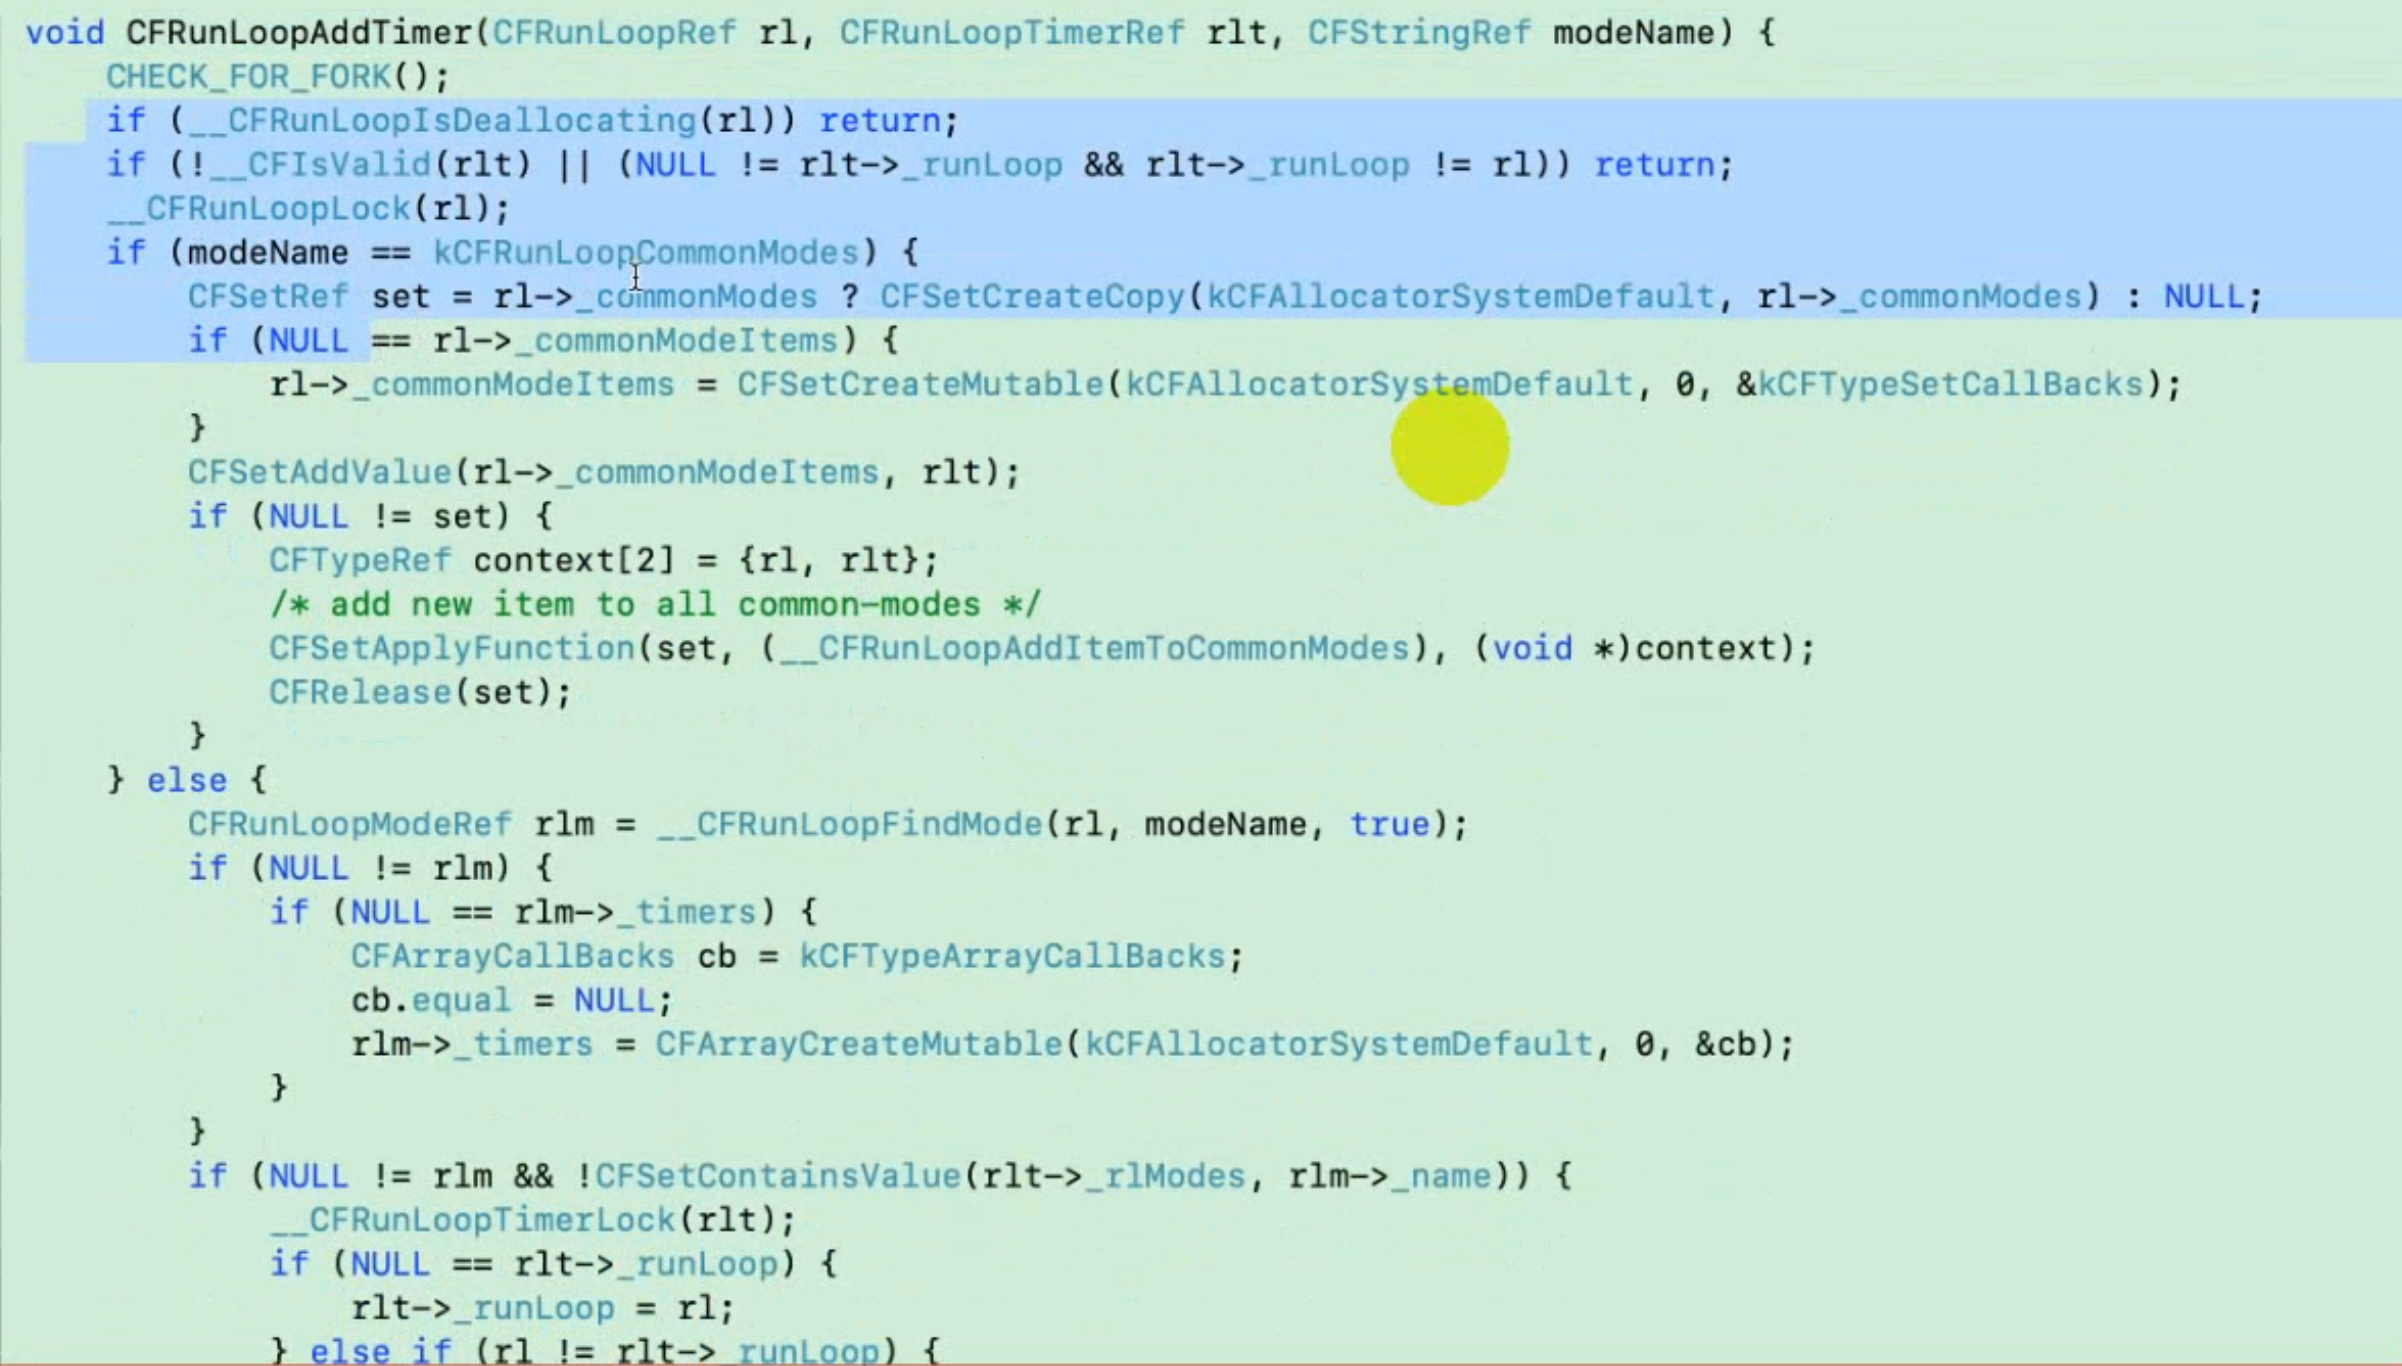 void CFRunLoopAddTimer(CFRunLoopRef rl, CFRunLoopTimerRef rlt, CFStringRef modeName) {
    CHECK_FOR_FORK();
    if (__CFRunLoopIsDeallocating(rl)) return;
    if (!__CFIsValid(rlt) || (NULL != rlt->_runLoop && rlt->_runLoop != rl)) return;
    __CFRunLoopLock(rl);
    if (modeName == kCFRunLoopCommonModes) {
        CFSetRef set = rl->_commonModes ? CFSetCreateCopy(kCFAllocatorSystemDefault, rl->_commonModes) : NULL;
        if (NULL == rl->_commonModeItems) {
            rl->_commonModeItems = CFSetCreateMutable(kCFAllocatorSystemDefault, 0, &kCFTypeSetCallBacks);
        }
        CFSetAddValue(rl->_commonModeItems, rlt);
        if (NULL != set) {
            CFTypeRef context[2] = {rl, rlt};
            /* add new item to all common-modes */
            CFSetApplyFunction(set, (__CFRunLoopAddItemToCommonModes), (void *)context);
            CFRelease(set);
        }
    } else {
        CFRunLoopModeRef rlm = __CFRunLoopFindMode(rl, modeName, true);
        if (NULL != rlm) {
            if (NULL == rlm->_timers) {
                CFArrayCallBacks cb = kCFTypeArrayCallBacks;
                cb.equal = NULL;
                rlm->_timers = CFArrayCreateMutable(kCFAllocatorSystemDefault, 0, &cb);
            }
        }
        if (NULL != rlm && !CFSetContainsValue(rlt->_rlModes, rlm->_name)) {
            __CFRunLoopTimerLock(rlt);
            if (NULL == rlt->_runLoop) {
                rlt->_runLoop = rl;
            } else if (rl != rlt->_runLoop) {